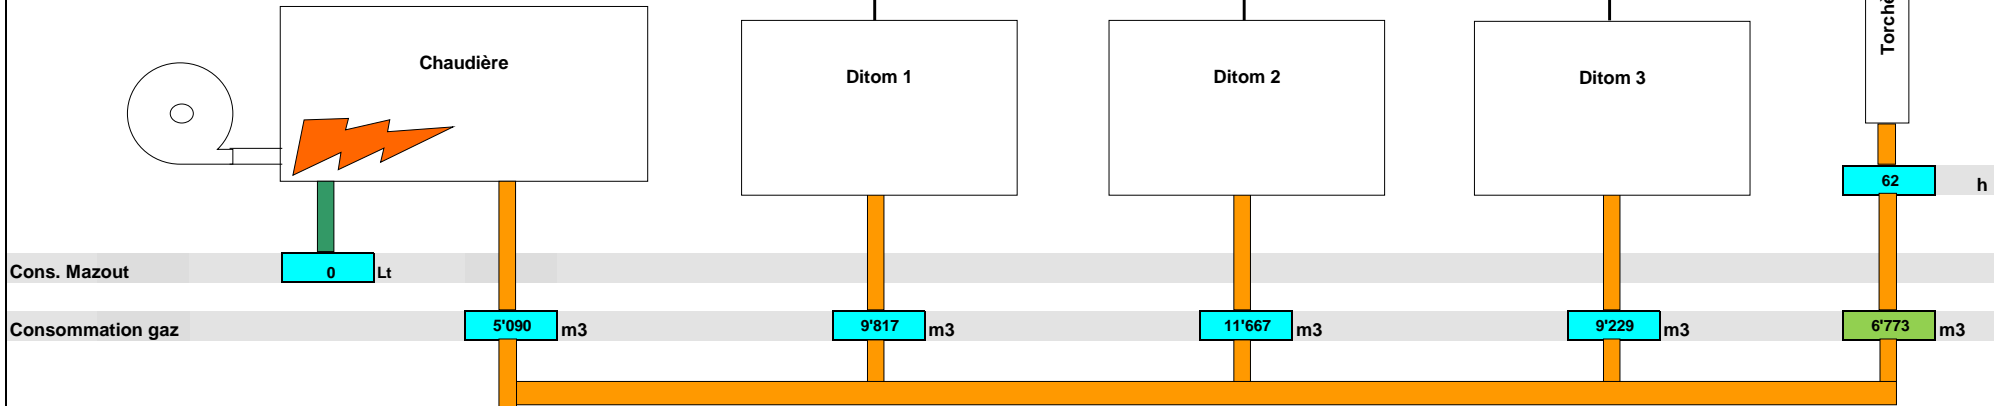 Chaudière
Ditom 1
Ditom 2
Ditom 3
Torchè
62 h
Cons. Mazout 0 Lt
Consommation gaz 5'090 m3 9'817 m3 11'667 m3 9'229 m3 6'773 m3